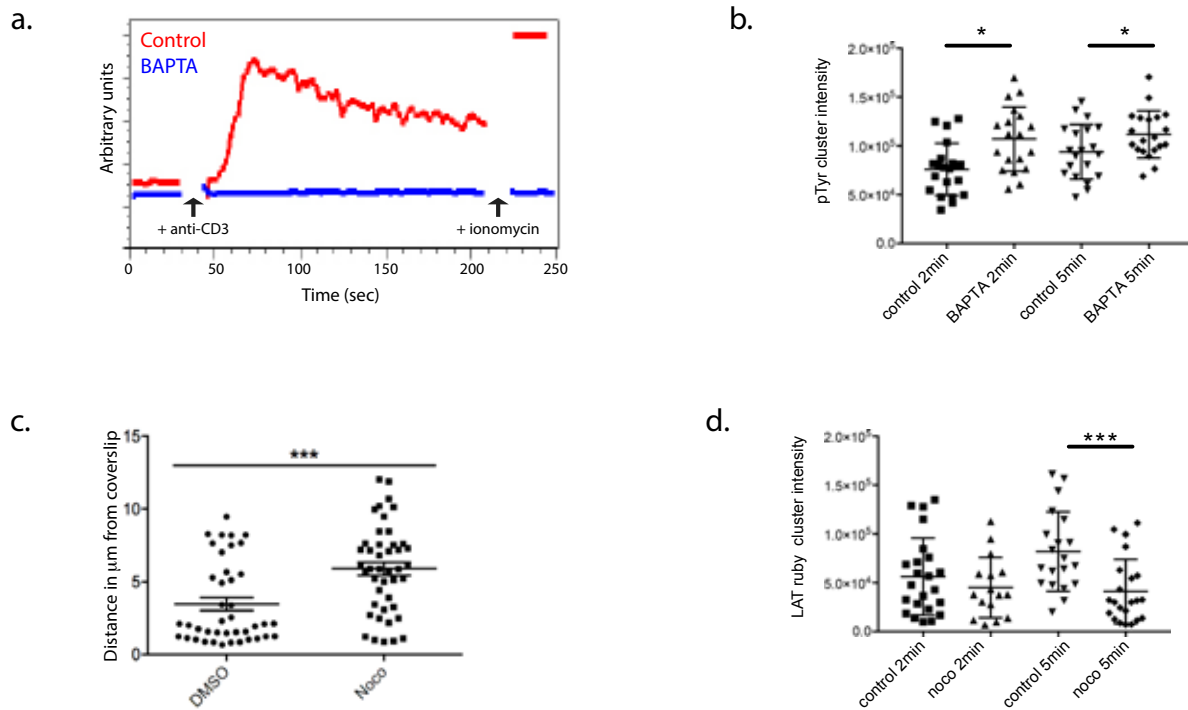 a.
Control
BAPTA
Arbitrary units
+ anti-CD3
+ ionomycin
0 50 100 150 200 250
Time (sec)
b.
* *
pTyr cluster intensity
2.0×10⁵
1.5×10⁵
1.0×10⁵
5.0×10⁴
0.0
control 2min
BAPTA 2min
control 5min
BAPTA 5min
c.
Distance in μm from coverslip
15
10
5
0
***
DMSO
Noco
d.
LAT ruby cluster intensity
2.0×10⁵
1.5×10⁵
1.0×10⁵
5.0×10⁴
0.0
***
control 2min
noco 2min
control 5min
noco 5min